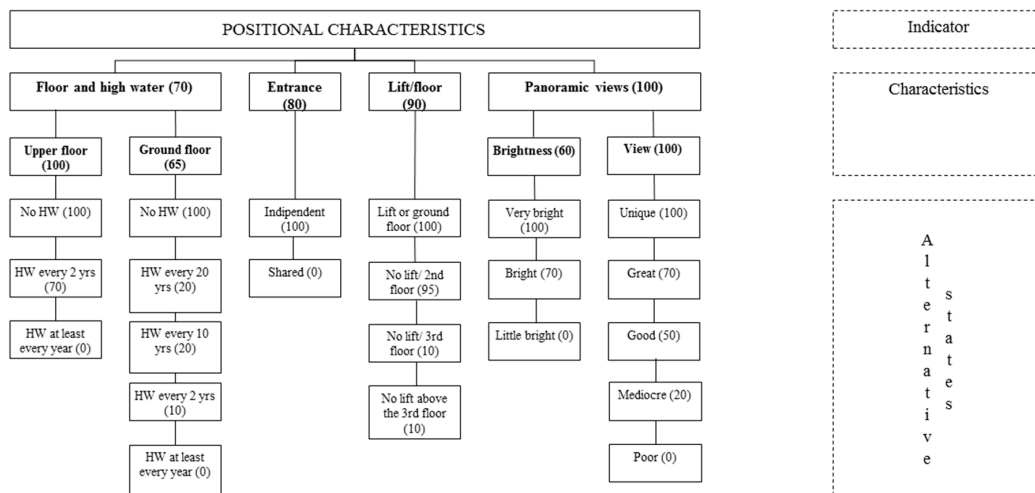 POSITIONAL CHARACTERISTICS
Indicator
Floor and high water (70)
Entrance
(80)
Lift/floor
(90)
Panoramic views (100)
Characteristics
Upper floor
(100)
Ground floor
(65)
Brightness (60)
View (100)
No HW (100)
No HW (100)
Indipendent
(100)
Lift or ground
floor (100)
Very bright
(100)
Unique (100)
HW every 2 yrs
(70)
HW every 20
yrs (20)
Shared (0)
No lift/ 2nd
floor (95)
Bright (70)
Great (70)
HW at least
every year (0)
HW every 10
yrs (20)
No lift/ 3rd
floor (10)
Little bright (0)
Good (50)
HW every 2 yrs
(10)
No lift above
the 3rd floor
(10)
Mediocre (20)
HW at least
every year (0)
Poor (0)
Alternative
states